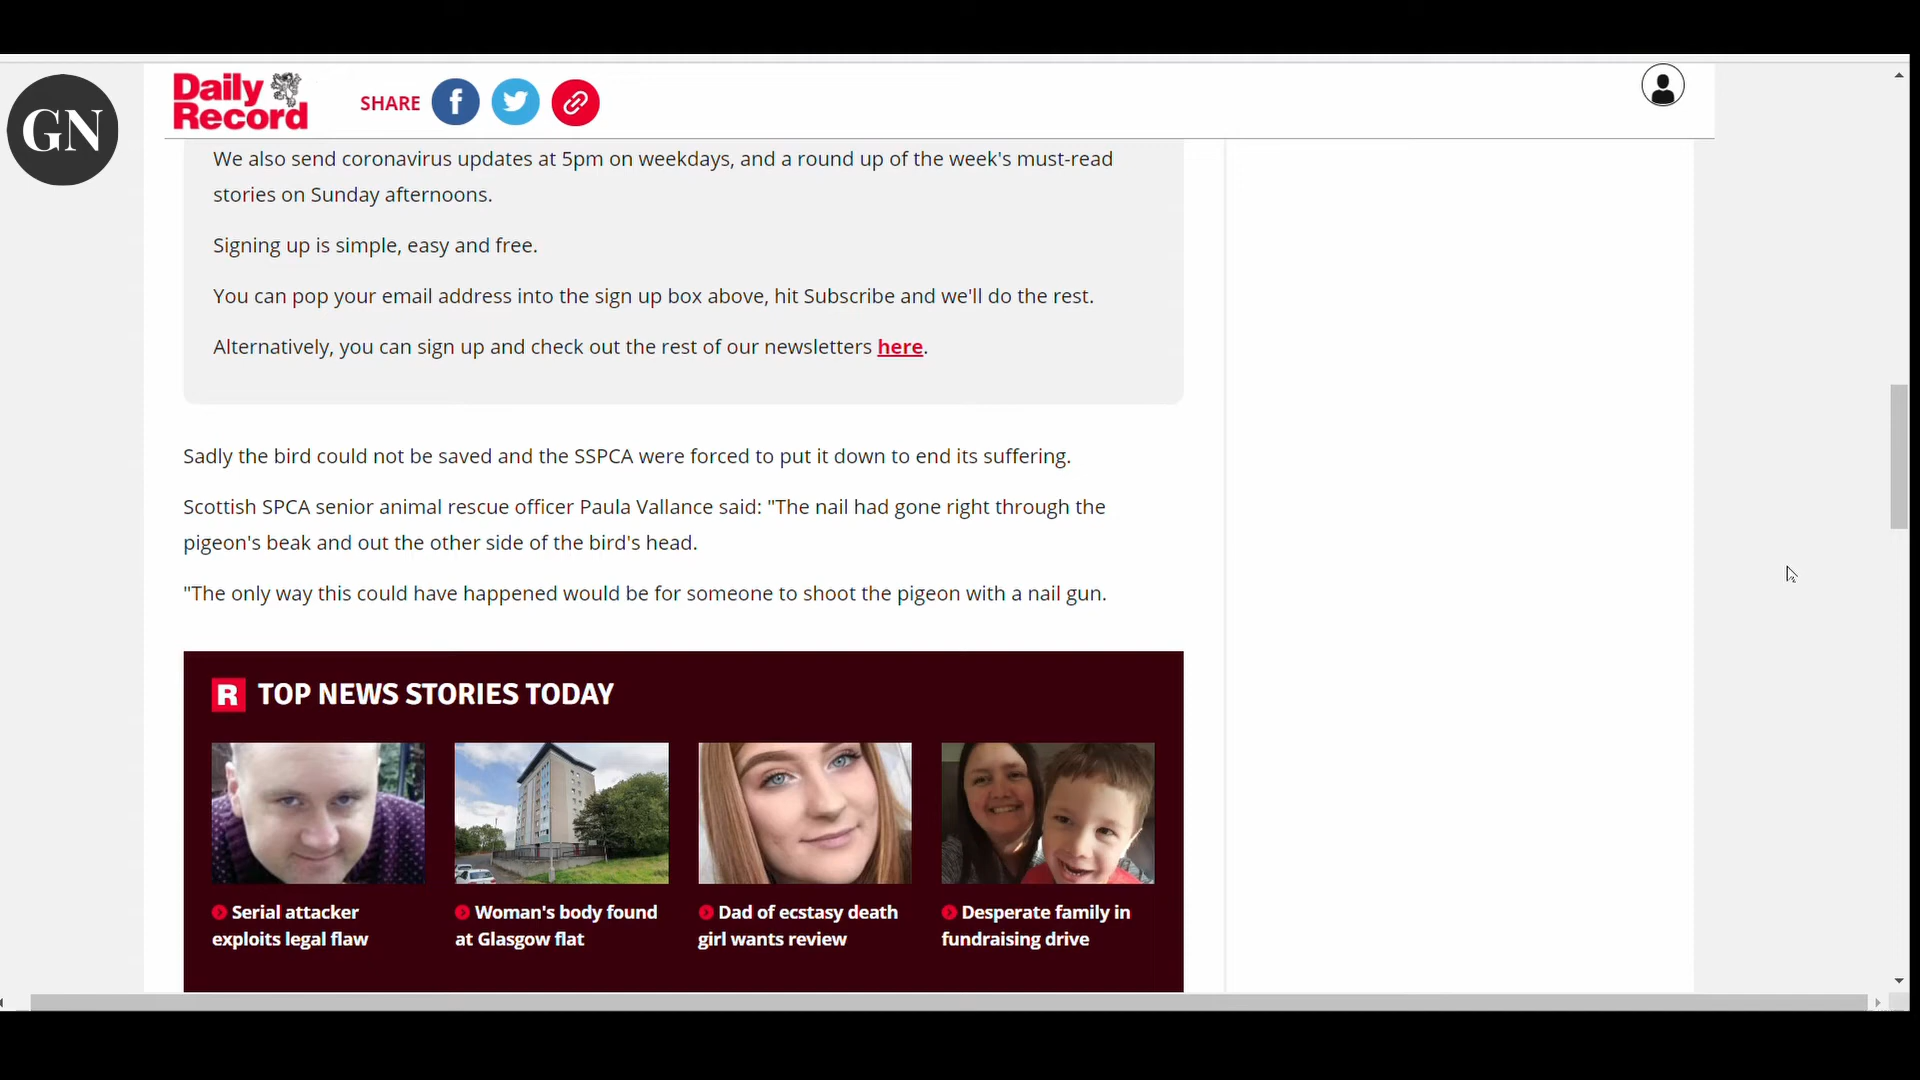 GN
Daily
Record
SHARE
We also send coronavirus updates at 5pm on weekdays, and a round up of the week's must-read
stories on Sunday afternoons.
Signing up is simple, easy and free.
You can pop your email address into the sign up box above, hit Subscribe and we'll do the rest.
Alternatively, you can sign up and check out the rest of our newsletters here.
Sadly the bird could not be saved and the SSPCA were forced to put it down to end its suffering.
Scottish SPCA senior animal rescue officer Paula Vallance said: "The nail had gone right through the
pigeon's beak and out the other side of the bird's head.
"The only way this could have happened would be for someone to shoot the pigeon with a nail gun.
R TOP NEWS STORIES TODAY
Serial attacker
exploits legal flaw
Woman's body found
at Glasgow flat
Dad of ecstasy death
girl wants review
Desperate family in
fundraising drive